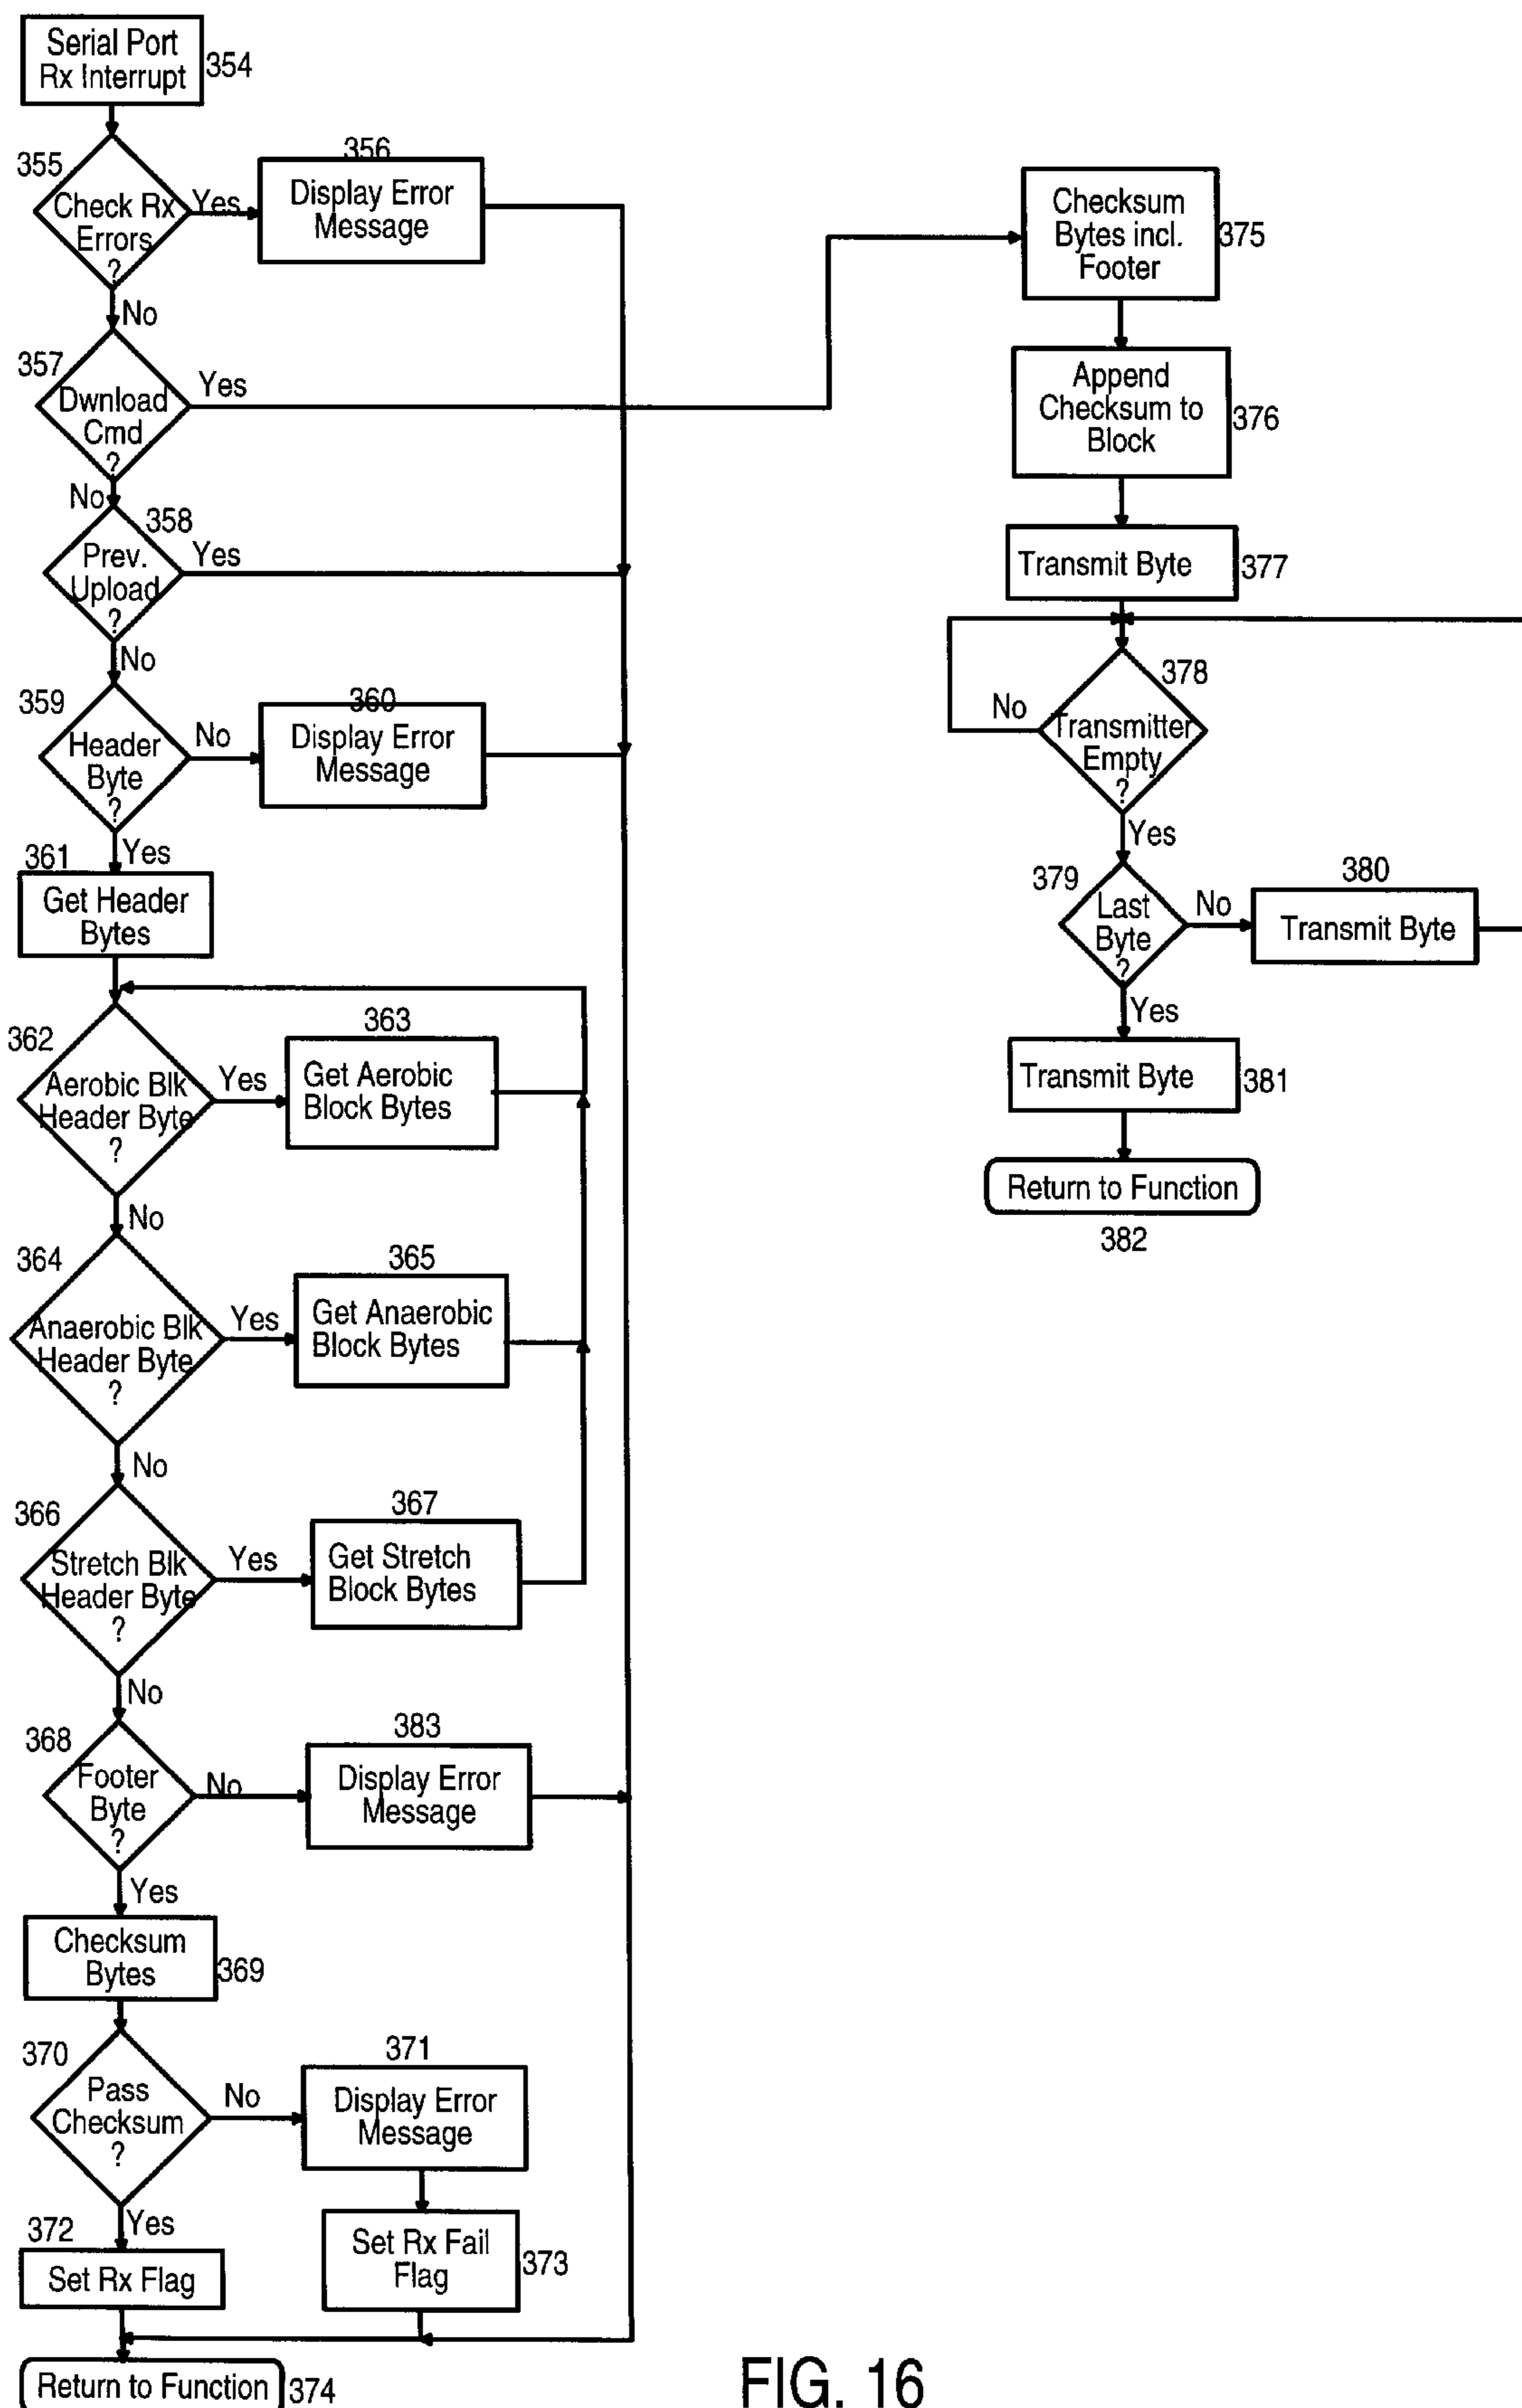 Serial Port
Rx Interrupt
354
355
Check Rx
Errors
?
Yes
356
Display Error
Message
No
357
Dwnload
Cmd
?
Yes
No
358
Prev.
Upload
?
Yes
No
359
Header
Byte
?
No
360
Display Error
Message
Yes
361
Get Header
Bytes
362
Aerobic Blk
Header Byte
?
Yes
363
Get Aerobic
Block Bytes
No
364
Anaerobic Blk
Header Byte
?
Yes
365
Get Anaerobic
Block Bytes
No
366
Stretch Blk
Header Byte
?
Yes
367
Get Stretch
Block Bytes
No
368
Footer
Byte
?
No
383
Display Error
Message
Yes
Checksum
Bytes
369
370
Pass
Checksum
?
No
371
Display Error
Message
Yes
372
Set Rx Flag
Set Rx Fail
Flag
373
Return to Function
374
Checksum
Bytes incl.
Footer
375
Append
Checksum to
Block
376
Transmit Byte
377
378
Transmitter
Empty
?
No
Yes
379
Last
Byte
?
No
380
Transmit Byte
Yes
Transmit Byte
381
Return to Function
382
FIG. 16